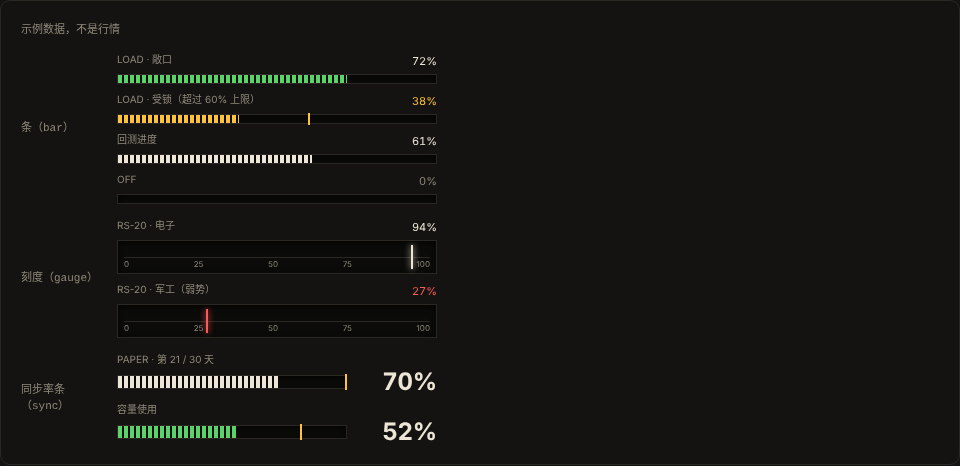 示例数据，不是行情
条（bar）
LOAD · 敞口
72%
LOAD · 受锁（超过 60% 上限）
38%
回测进度
61%
OFF
0%
刻度（gauge）
RS-20 · 电子
94%
0 25 50 75 100
RS-20 · 军工（弱势）
27%
0 25 50 75 100
同步率条
（sync）
PAPER · 第 21 / 30 天
70%
容量使用
52%